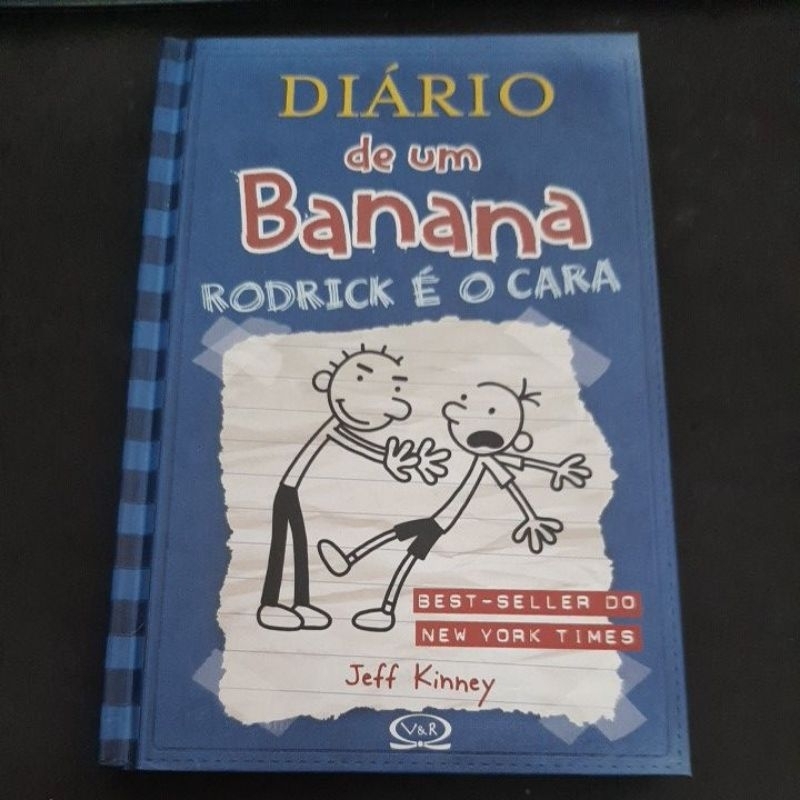 DIÁRIO
de um
Banana
RODRICK É O CARA
BEST-SELLER DO
NEW YORK TIMES
Jeff Kinney
V&R